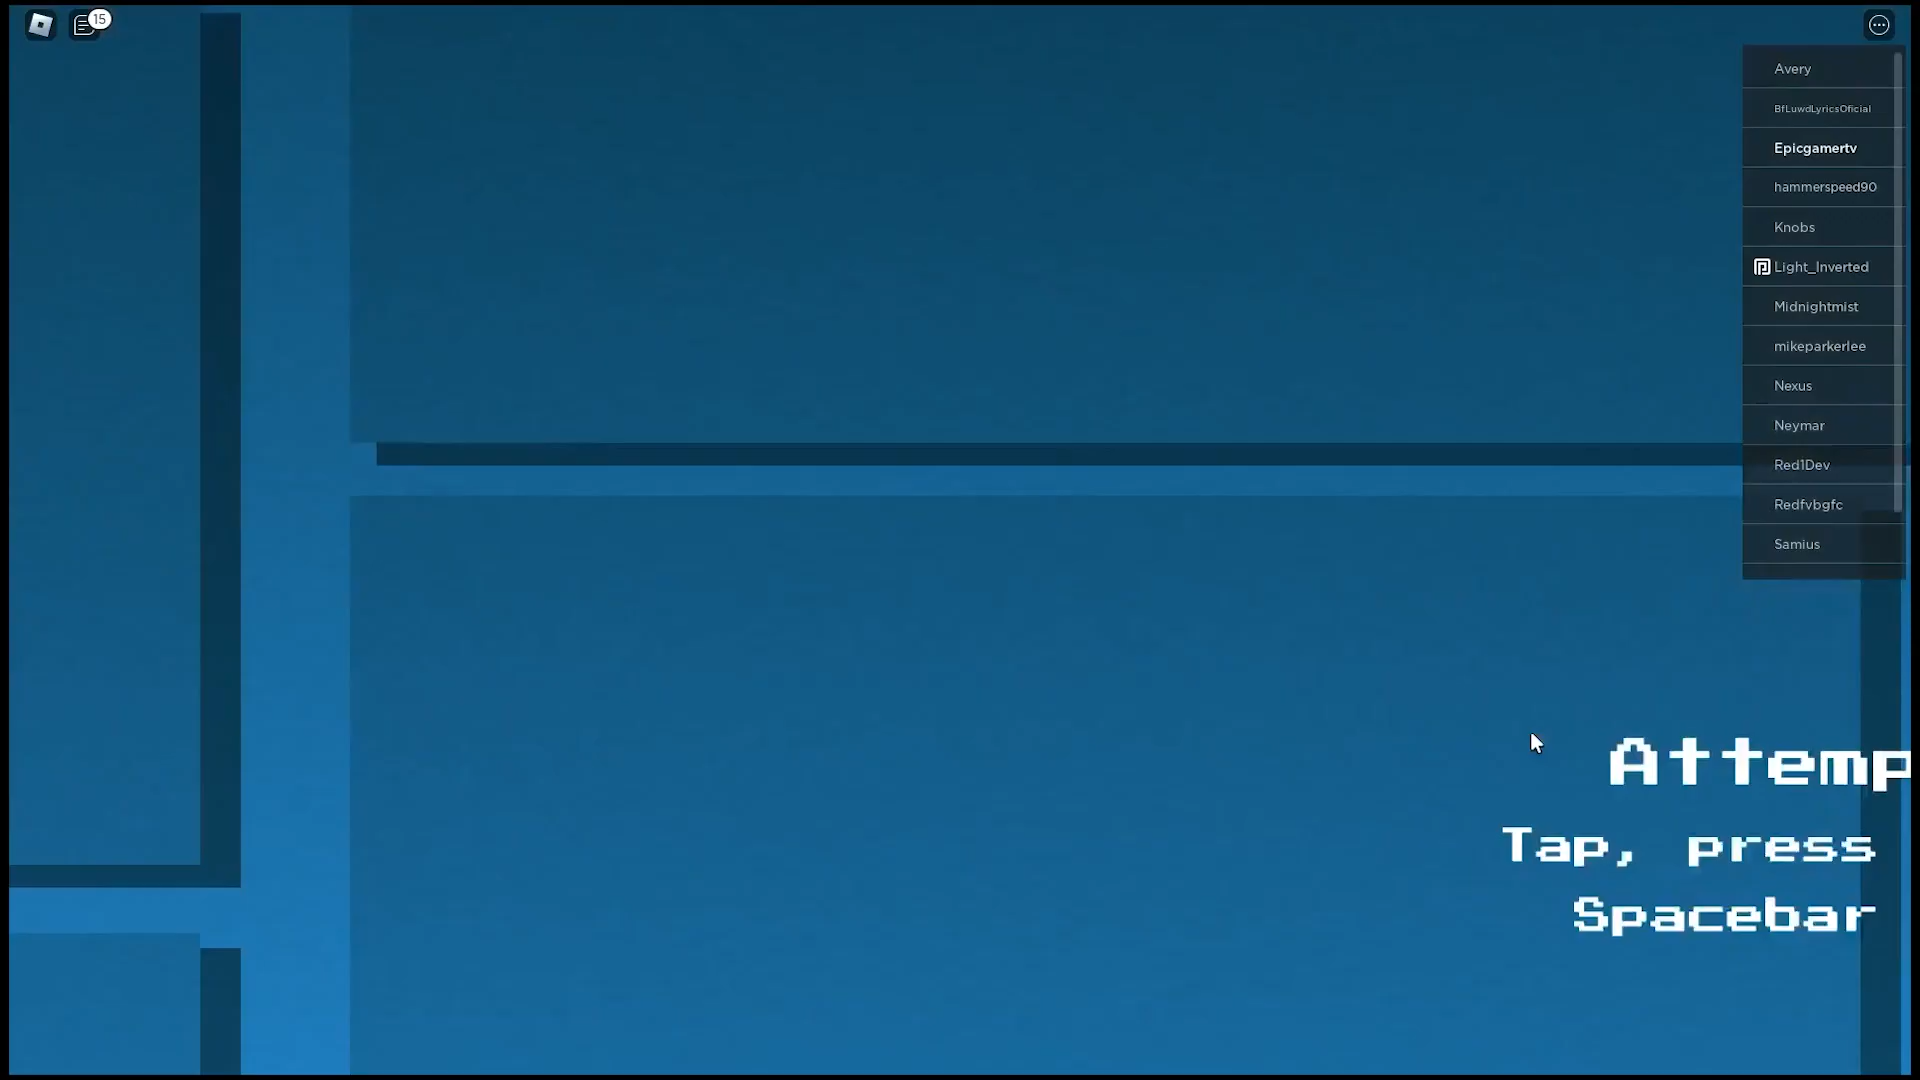 15
Avery
BfLuwdLyricsOficial
Epicgamertv
hammerspeed90
Knobs
Light_Inverted
Midnightmist
mikeparkerlee
Nexus
Neymar
Red1Dev
Redfvbgfc
Samius
Attemp
Tap, press
Spacebar